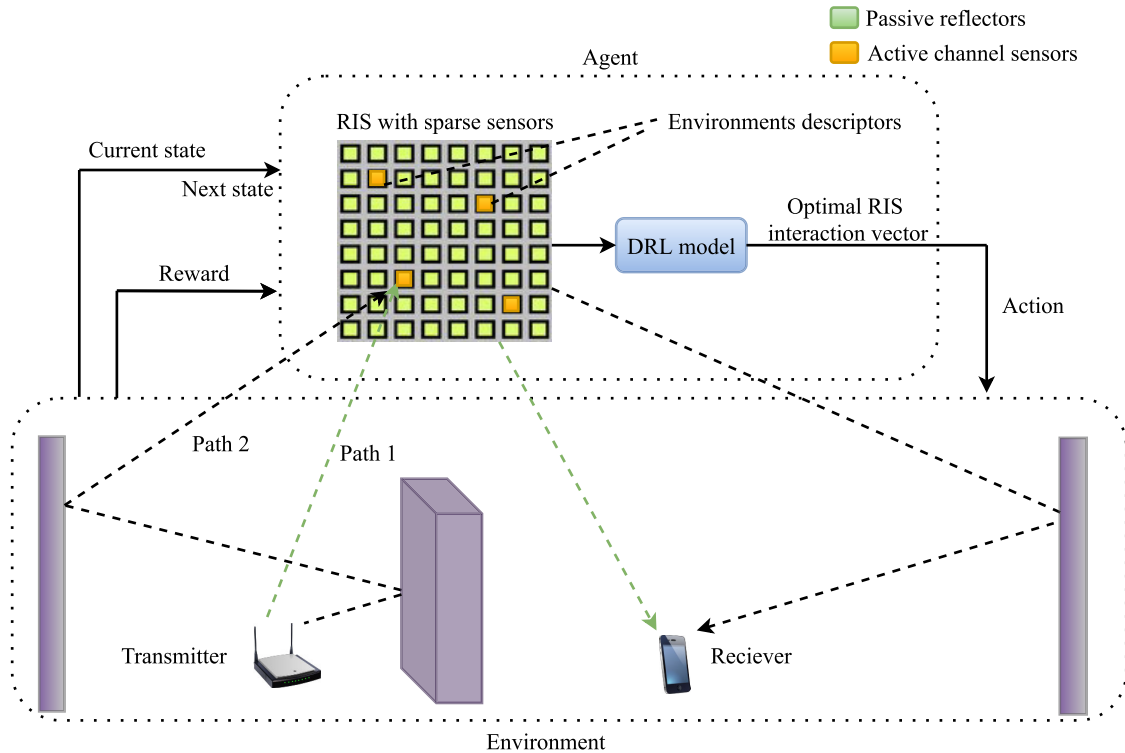 Passive reflectors
Active channel sensors
Agent
RIS with sparse sensors
Environments descriptors
Current state
Next state
Optimal RIS
interaction vector
DRL model
Reward
Action
Path 2
Path 1
Transmitter
Reciever
Environment